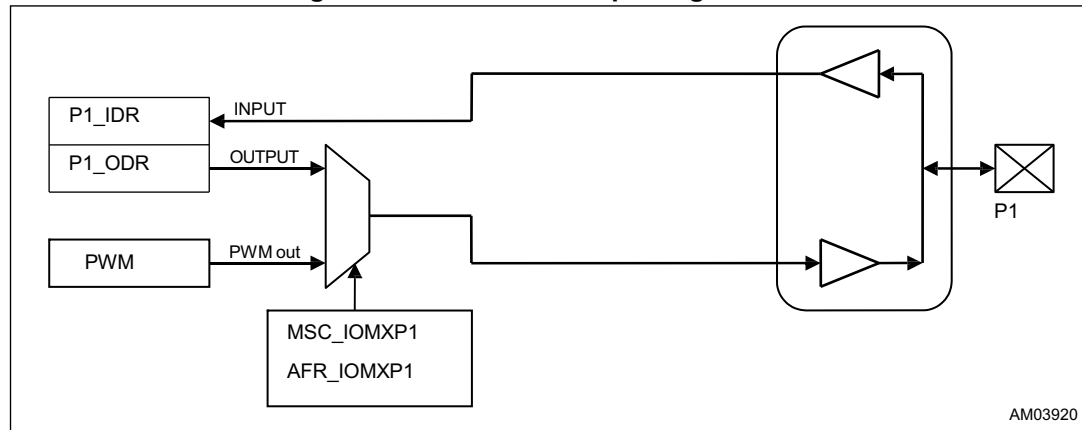 P1_IDR
INPUT
P1_ODR
OUTPUT
P1
PWM
PWM out
MSC_IOMXP1
AFR_IOMXP1
AM03920